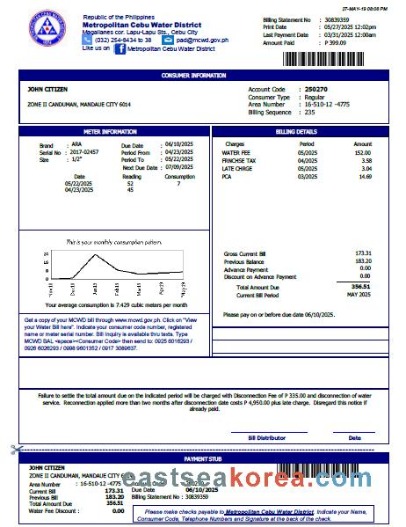 27-MAY-19 08:08 PM
Republic of the Philippines
Metropolitan Cebu Water District
Magallanes cor. Lapu-Lapu Sts., Cebu City
(032) 254-8434 to 38 pad@mcwd.gov.ph
Like us on Metropolitan Cebu Water District
Billing Statement No : 30839359
Print Date : 05/27/2025 12:02pm
Last Payment Date : 03/31/2025 12:00am
Amount Paid : P 399.09
CONSUMER INFORMATION
JOHN CITIZEN
ZONE II CANDUMAN, MANDAUE CITY 6014
Account Code : 250270
Consumer Type : Regular
Area Number : 16-510-12 -4775
Billing Sequence : 235
METER INFORMATION
Brand : ARA
Serial No : 2017-02457
Size : 1/2"
Due Date : 06/10/2025
Period From : 04/23/2025
Period To : 05/22/2025
Next Due Date : 07/09/2025
Date Reading Consumption
05/22/2025 52 7
04/23/2025 45
This is your monthly consumption pattern.
Your average consumption is 7.429 cubic meters per month
Get a copy of your MCWD bill through www.mcwd.gov.ph. Click on "View
your Water Bill here". Indicate your consumer code number, registered
name or meter serial number. Bill Inquiry is available thru texts. Type
MCWD BAL <space><Consumer Code> then send to: 0925 6016293 /
0926 6026293 / 0998 9601352 / 0917 3089637.
BILLING DETAILS
Charges Period Amount
WATER FEE 05/2025 152.00
FRNCHSE TAX 04/2025 3.58
LATE CHRGE 05/2025 3.04
PCA 03/2025 14.69
Gross Current Bill 173.31
Previous Balance 183.20
Advance Payment 0.00
Discount on Advance Payment 0.00
Total Amount Due 356.51
Current Bill Period MAY 2025
Please pay on or before due date 06/10/2025.
Failure to settle the total amount due on the indicated period will be charged with Disconnection Fee of P 335.00 and disconnection of water
service. Reconnection applied more than two months after disconnection date costs P 4,950.00 plus late charge. Disregard this notice if
already paid.
Bill Distributor Date
PAYMENT STUB
JOHN CITIZEN
ZONE II CANDUMAN, MANDAUE CITY 6014
Area Number : 16-510-12 -4775
Current Bill 173.31
Previous Bill 183.20
Total Amount Due 356.51
Water Fee Discount : 0.00
Due Date 06/10/2025
Billing Statement No : 30839359
eastseakorea.com
Please make checks payable to Metropolitan Cebu Water District. Indicate your Name,
Consumer Code, Telephone Numbers and Signature at the back of the check.